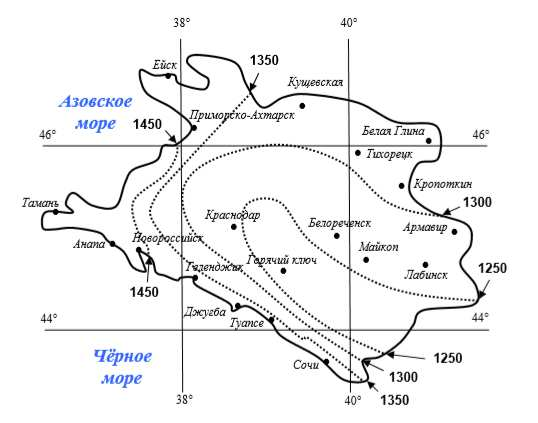 38°
40°
1350
Ейск
Кущевская
Азовское
море
Приморско-Ахтарск
1450
Белая Глина
46°
46°
Тихорецк
Кропоткин
Тамань
1300
Краснодар
Белореченск
Армавир
Анапа
Новороссийск
Майкоп
Горячий ключ
Лабинск
1250
Геленджик
1450
Джугба
Туапсе
44°
44°
Чёрное
море
1250
Сочи
1300
1350
38°
40°